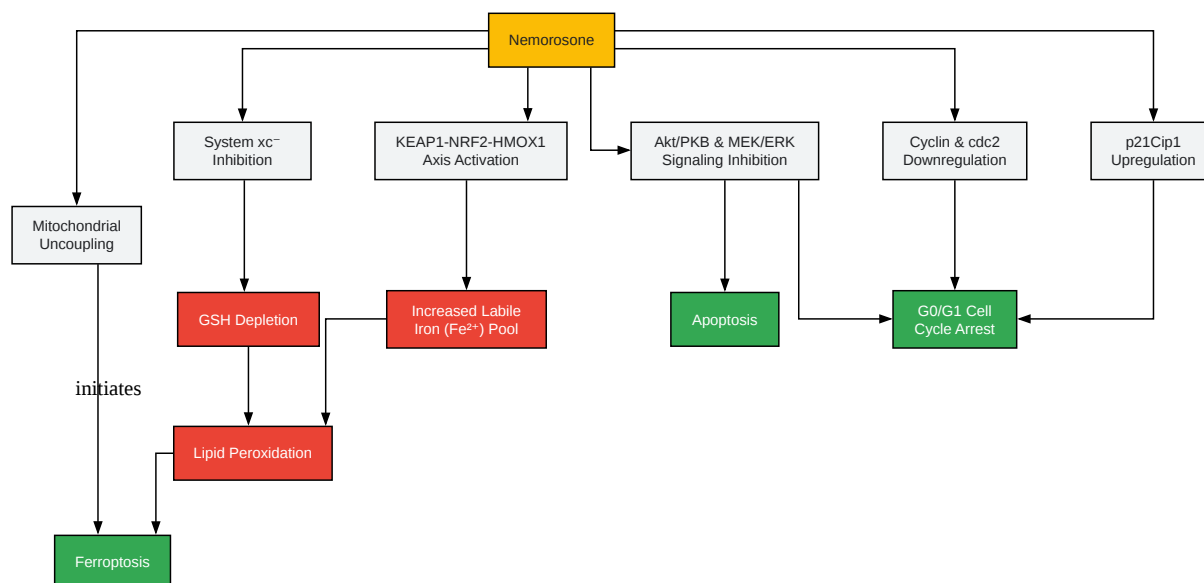 Nemorosone
System xc⁻
Inhibition
KEAP1-NRF2-HMOX1
Axis Activation
Akt/PKB & MEK/ERK
Signaling Inhibition
Cyclin & cdc2
Downregulation
p21Cip1
Upregulation
Mitochondrial
Uncoupling
GSH Depletion
Increased Labile
Iron (Fe²⁺) Pool
Apoptosis
G0/G1 Cell
Cycle Arrest
initiates
Lipid Peroxidation
Ferroptosis